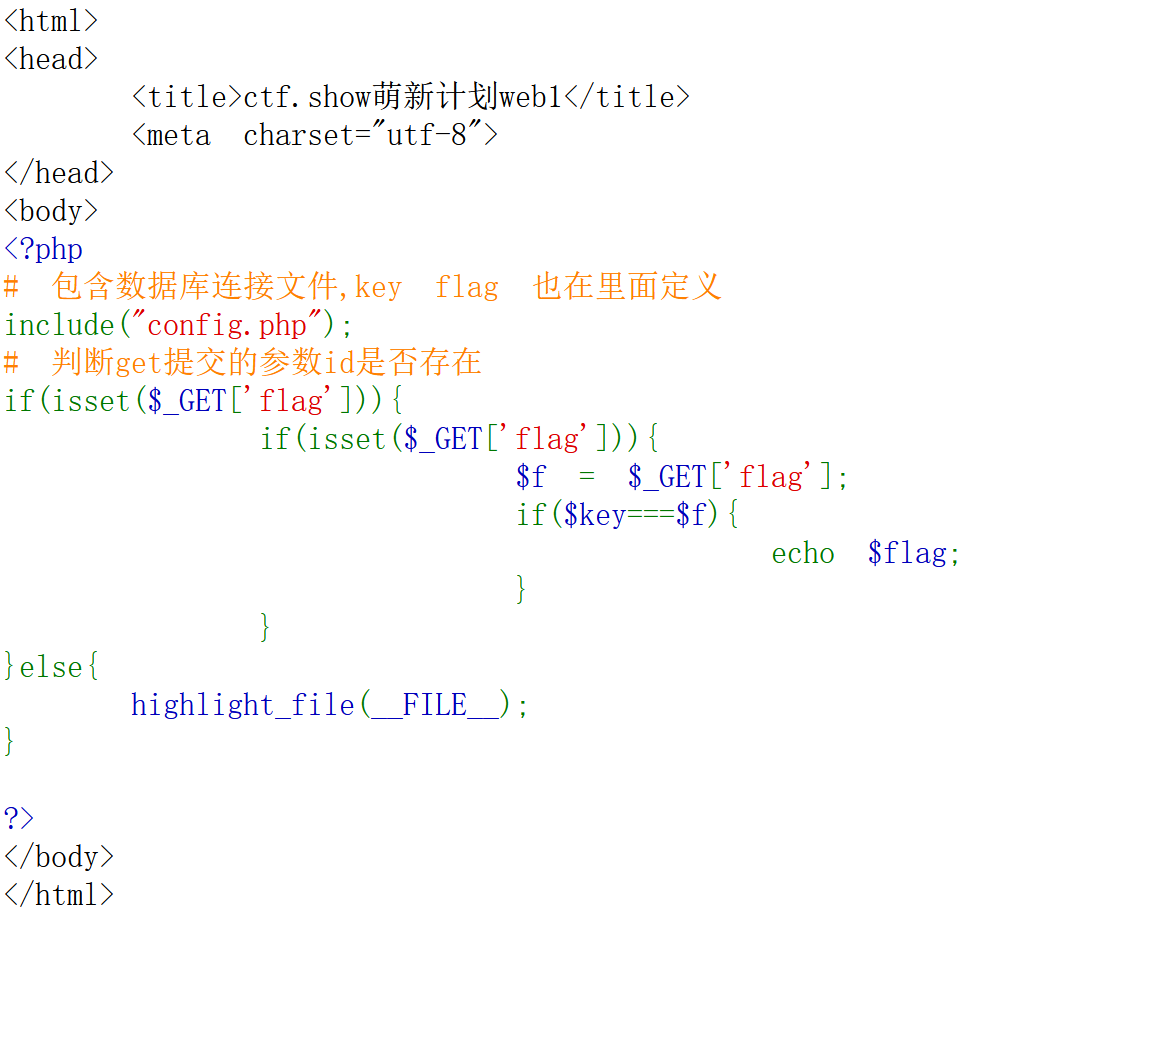 <html>
<head>
<title>ctf.show萌新计划web1</title>
<meta charset="utf-8">
</head>
<body>
<?php
# 包含数据库连接文件,key flag 也在里面定义
include("config.php");
# 判断get提交的参数id是否存在
if(isset($_GET['flag'])){
if(isset($_GET['flag'])){
$f = $_GET['flag'];
if($key===$f){
echo $flag;
}
}
}else{
highlight_file(__FILE__);
}
?>
</body>
</html>